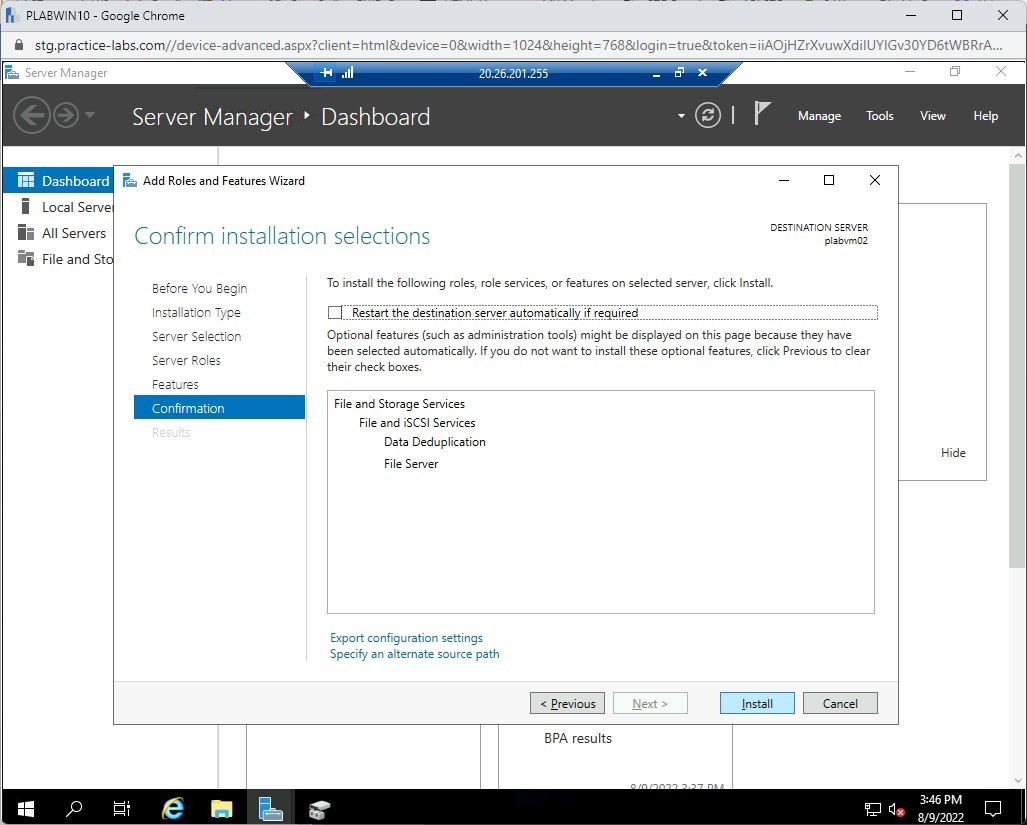 PLABWIN10 - Google Chrome
stg.practice-labs.com//device-advanced.aspx?client=html&device=0&width=1024&height=768&login=true&token=iiAOjHZrXvuwXdiIUYIGv30YD6tWBRrA...
Server Manager
20.26.201.255
Server Manager ‣ Dashboard
Manage
Tools
View
Help
Dashboard
Local Server
All Servers
File and Sto
Add Roles and Features Wizard
Confirm installation selections
DESTINATION SERVER
plabvm02
Before You Begin
Installation Type
Server Selection
Server Roles
Features
Confirmation
Results
To install the following roles, role services, or features on selected server, click Install.
Restart the destination server automatically if required
Optional features (such as administration tools) might be displayed on this page because they have
been selected automatically. If you do not want to install these optional features, click Previous to clear
their check boxes.
File and Storage Services
File and iSCSI Services
Data Deduplication
File Server
Export configuration settings
Specify an alternate source path
Hide
< Previous
Next >
Install
Cancel
BPA results
8/9/2022 3:37 PM
3:46 PM
8/9/2022